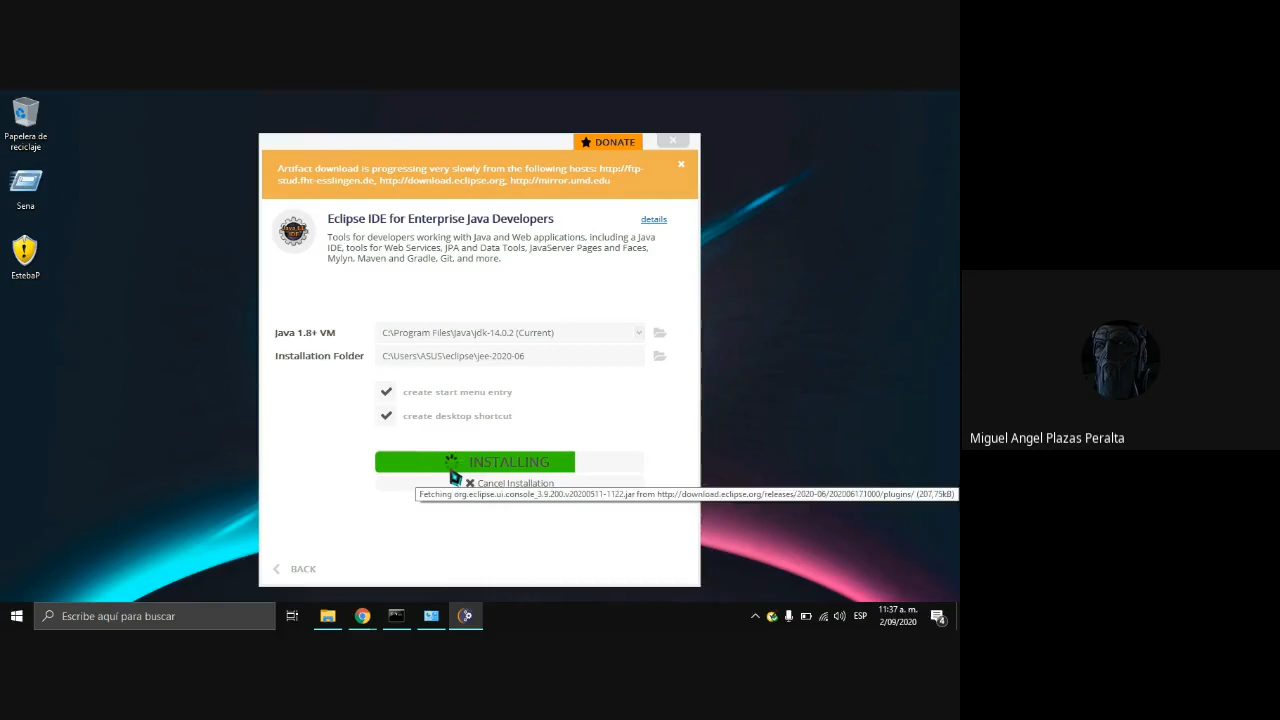 Papelera de
reciclaje
Sena
EstebaP
DONATE
Artifact download is progressing very slowly from the following hosts: http://ftp-
stud.fht-esslingen.de, http://download.eclipse.org, http://mirror.umd.edu
Eclipse IDE for Enterprise Java Developers
details
Tools for developers working with Java and Web applications, including a Java
IDE, tools for Web Services, JPA and Data Tools, JavaServer Pages and Faces,
Mylyn, Maven and Gradle, Git, and more.
Java 1.8+ VM
C:\Program Files\Java\jdk-14.0.2 (Current)
Installation Folder
C:\Users\ASUS\eclipse\jee-2020-06
create start menu entry
create desktop shortcut
INSTALLING
Cancel Installation
Fetching org.eclipse.ui.console_3.9.200.v20200511-1122.jar from http://download.eclipse.org/releases/2020-06/202006171000/plugins/ (207,75kB)
BACK
Miguel Angel Plazas Peralta
Escribe aquí para buscar
ESP
11:37 a. m.
2/09/2020
4